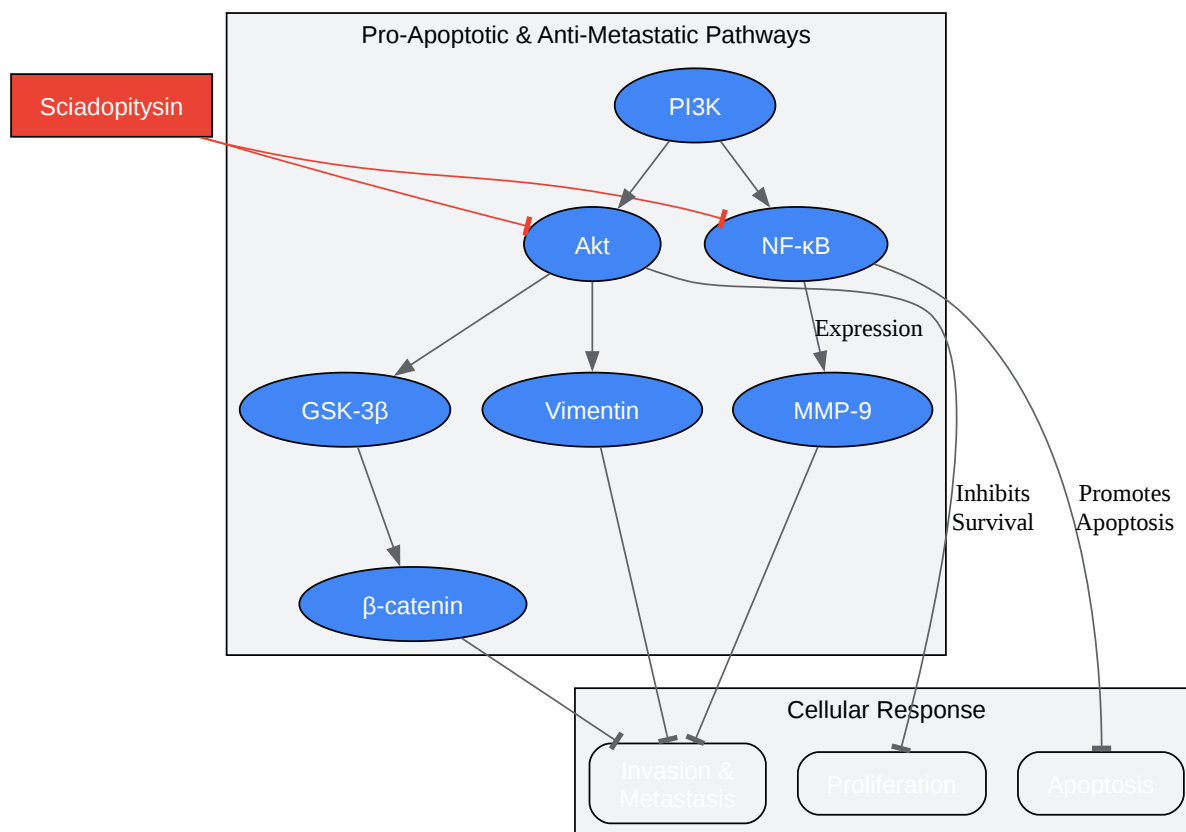 Pro-Apoptotic & Anti-Metastatic Pathways
Sciadopitysin
PI3K
Akt
NF-κB
Expression
GSK-3β
Vimentin
MMP-9
Inhibits
Survival
Promotes
Apoptosis
β-catenin
Cellular Response
Invasion &
Metastasis
Proliferation
Apoptosis